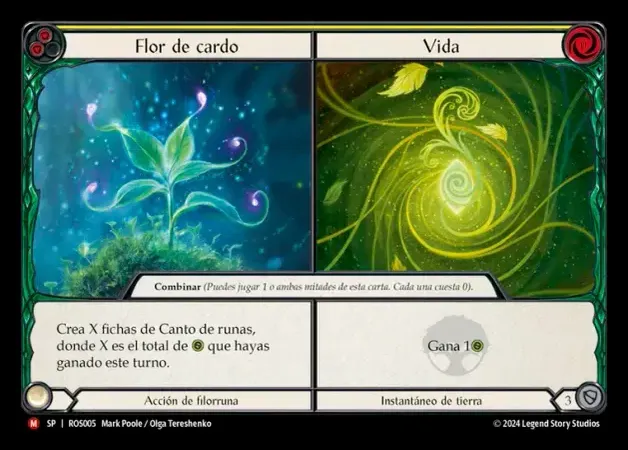 Flor de cardo
Vida
Combinar (Puedes jugar 1 o ambas mitades de esta carta. Cada una cuesta 0).
Crea X fichas de Canto de runas,
donde X es el total de que hayas
ganado este turno.
Gana 1
Acción de filorruna
Instantáneo de tierra
3
M SP | ROS005 Mark Poole / Olga Tereshenko
© 2024 Legend Story Studios